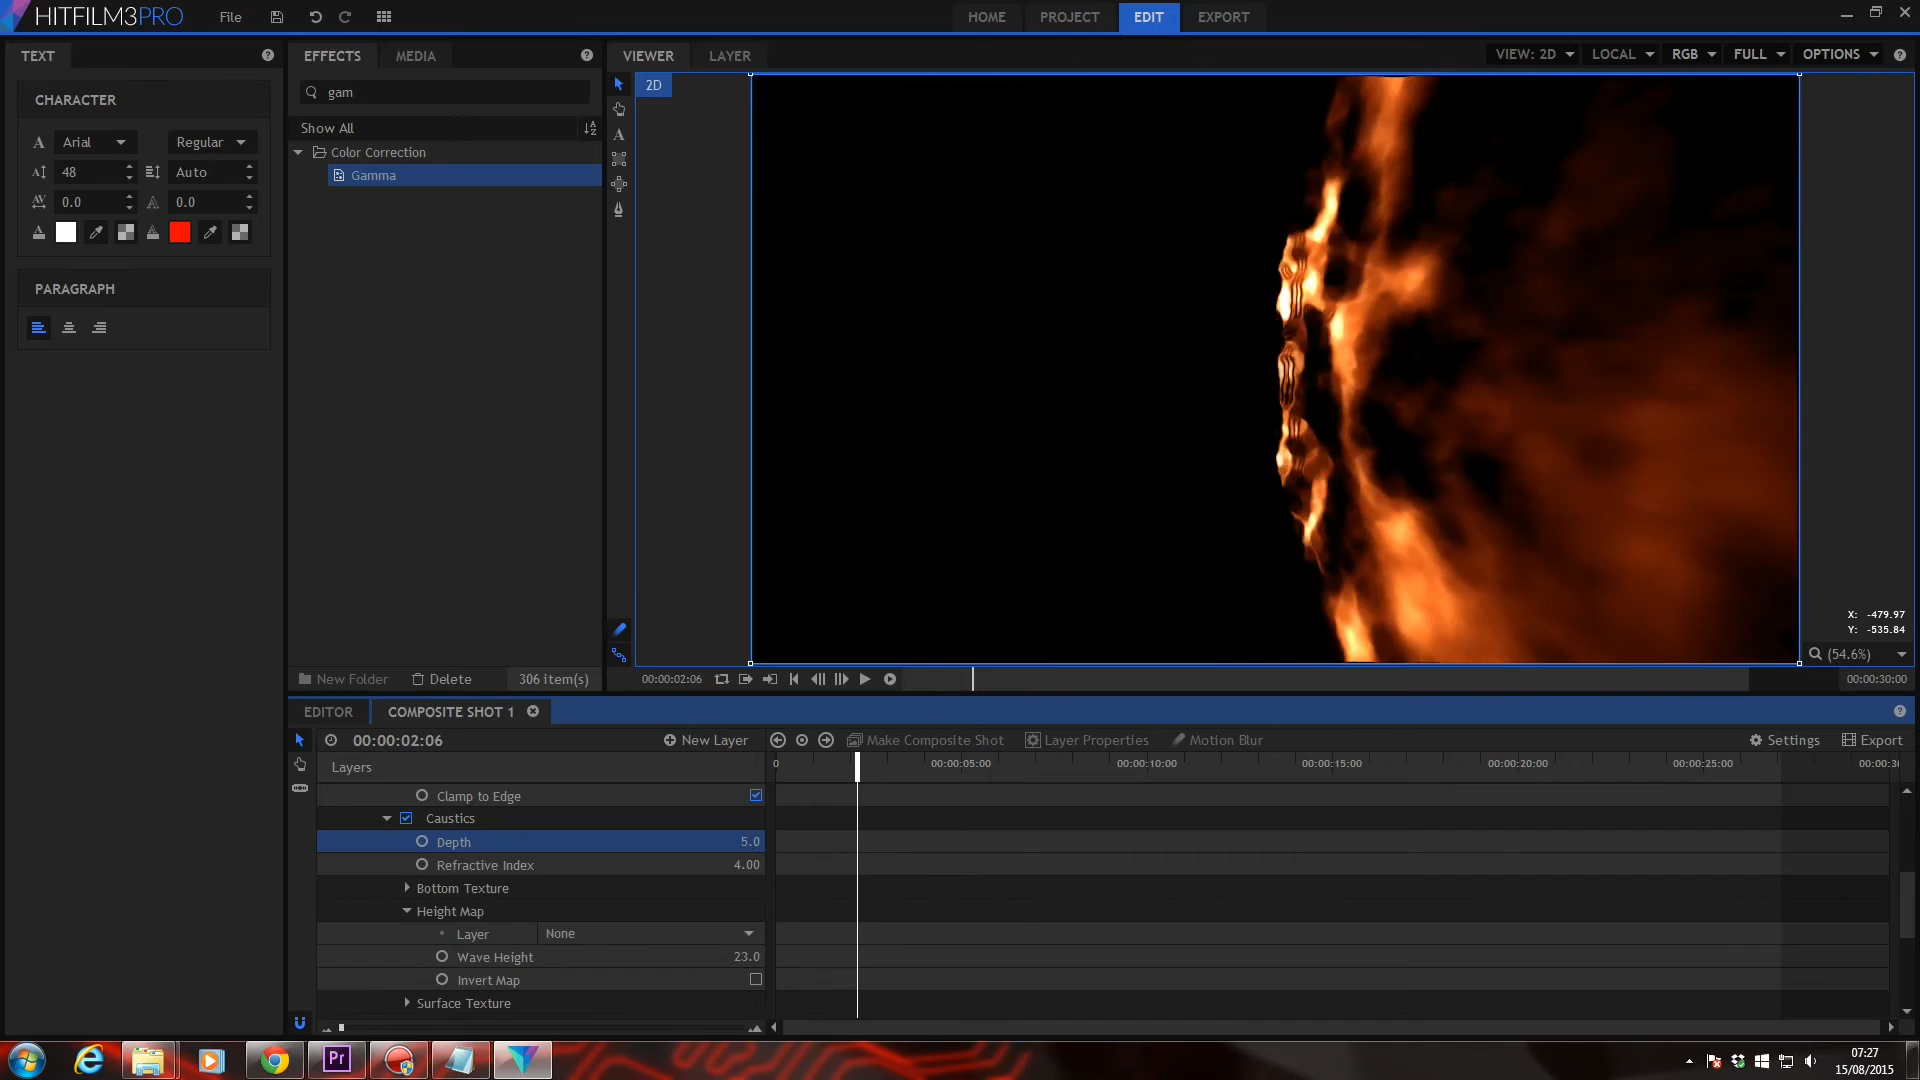 HITFILM3PRO File HOME PROJECT EDIT EXPORT
TEXT EFFECTS MEDIA VIEWER LAYER VIEW: 2D LOCAL RGB FULL OPTIONS
CHARACTER gam 2D
Show All
Arial Regular Color Correction
48 Auto Gamma
0.0 0.0
PARAGRAPH
X: -479.97
Y: -535.84
(54.6%)
New Folder Delete 306 item(s) 00:00:02:06 00:00:30:00
EDITOR COMPOSITE SHOT 1
00:00:02:06 New Layer Make Composite Shot Layer Properties Motion Blur Settings Export
Layers 0 00:00:05:00 00:00:10:00 00:00:15:00 00:00:20:00 00:00:25:00 00:00:30
Clamp to Edge
Caustics
Depth 5.0
Refractive Index 4.00
Bottom Texture
Height Map
Layer None
Wave Height 23.0
Invert Map
Surface Texture
Pr 07:27
15/08/2015